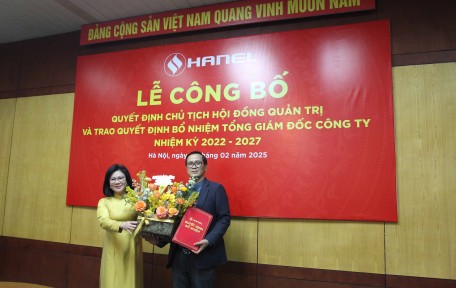 ĐẢNG CỘNG SẢN VIỆT NAM QUANG VINH MUÔN NĂM
HANEL
LỄ CÔNG BỐ
QUYẾT ĐỊNH CHỦ TỊCH HỘI ĐỒNG QUẢN TRỊ
VÀ TRAO QUYẾT ĐỊNH BỔ NHIỆM TỔNG GIÁM ĐỐC CÔNG TY
NHIỆM KỲ 2022 - 2027
Hà Nội, ngày tháng 02 năm 2025